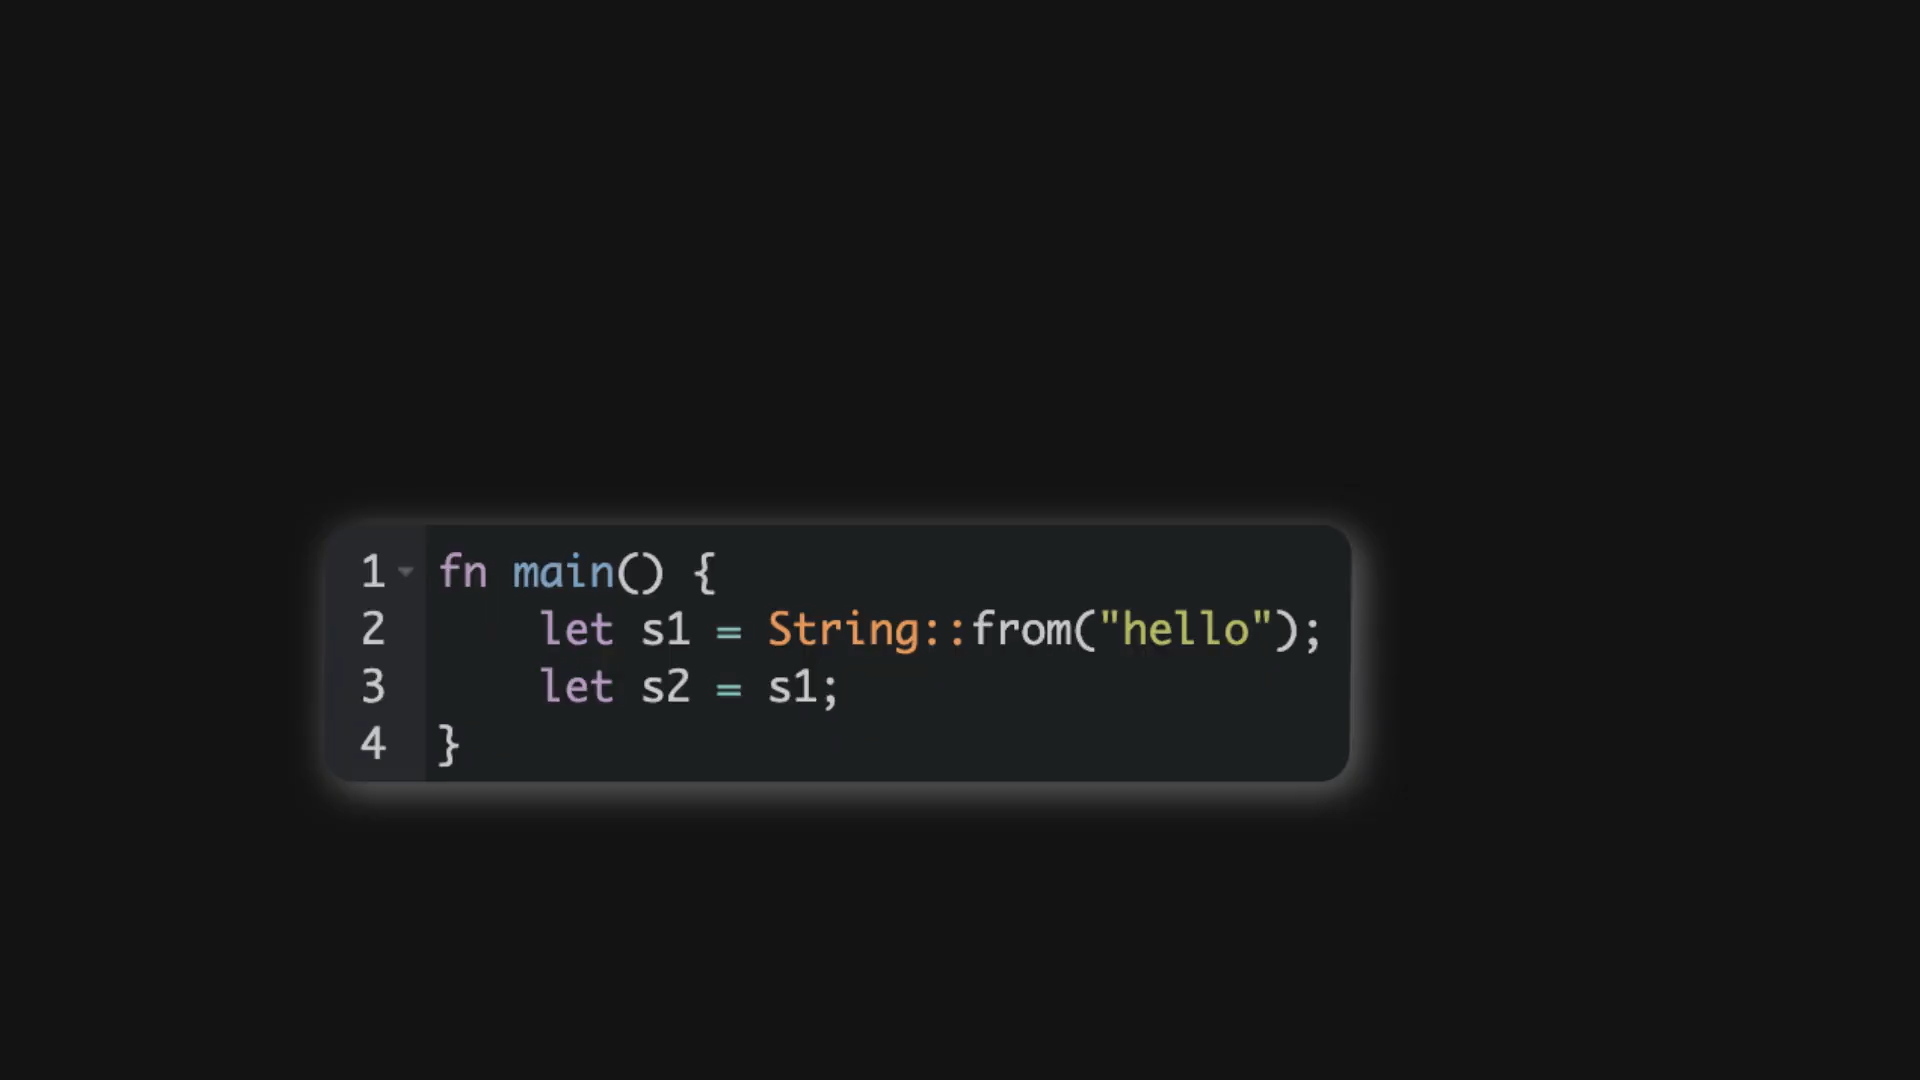 1 fn main() {
2     let s1 = String::from("hello");
3     let s2 = s1;
4 }